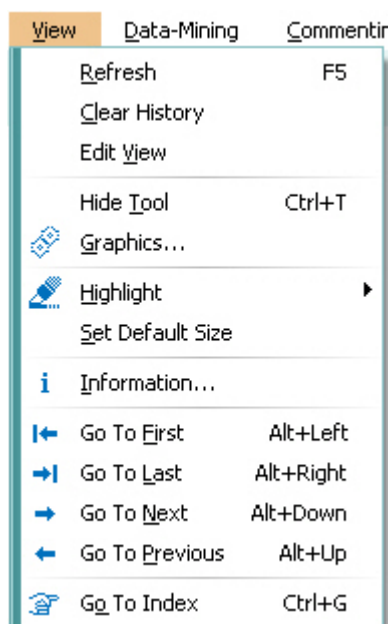 View Data-Mining
Refresh F5
Clear History
Edit View
Hide Tool Ctrl+T
Graphics...
Highlight
Set Default Size
Information...
Go To First Alt+Left
Go To Last Alt+Right
Go To Next Alt+Down
Go To Previous Alt+Up
Go To Index Ctrl+G